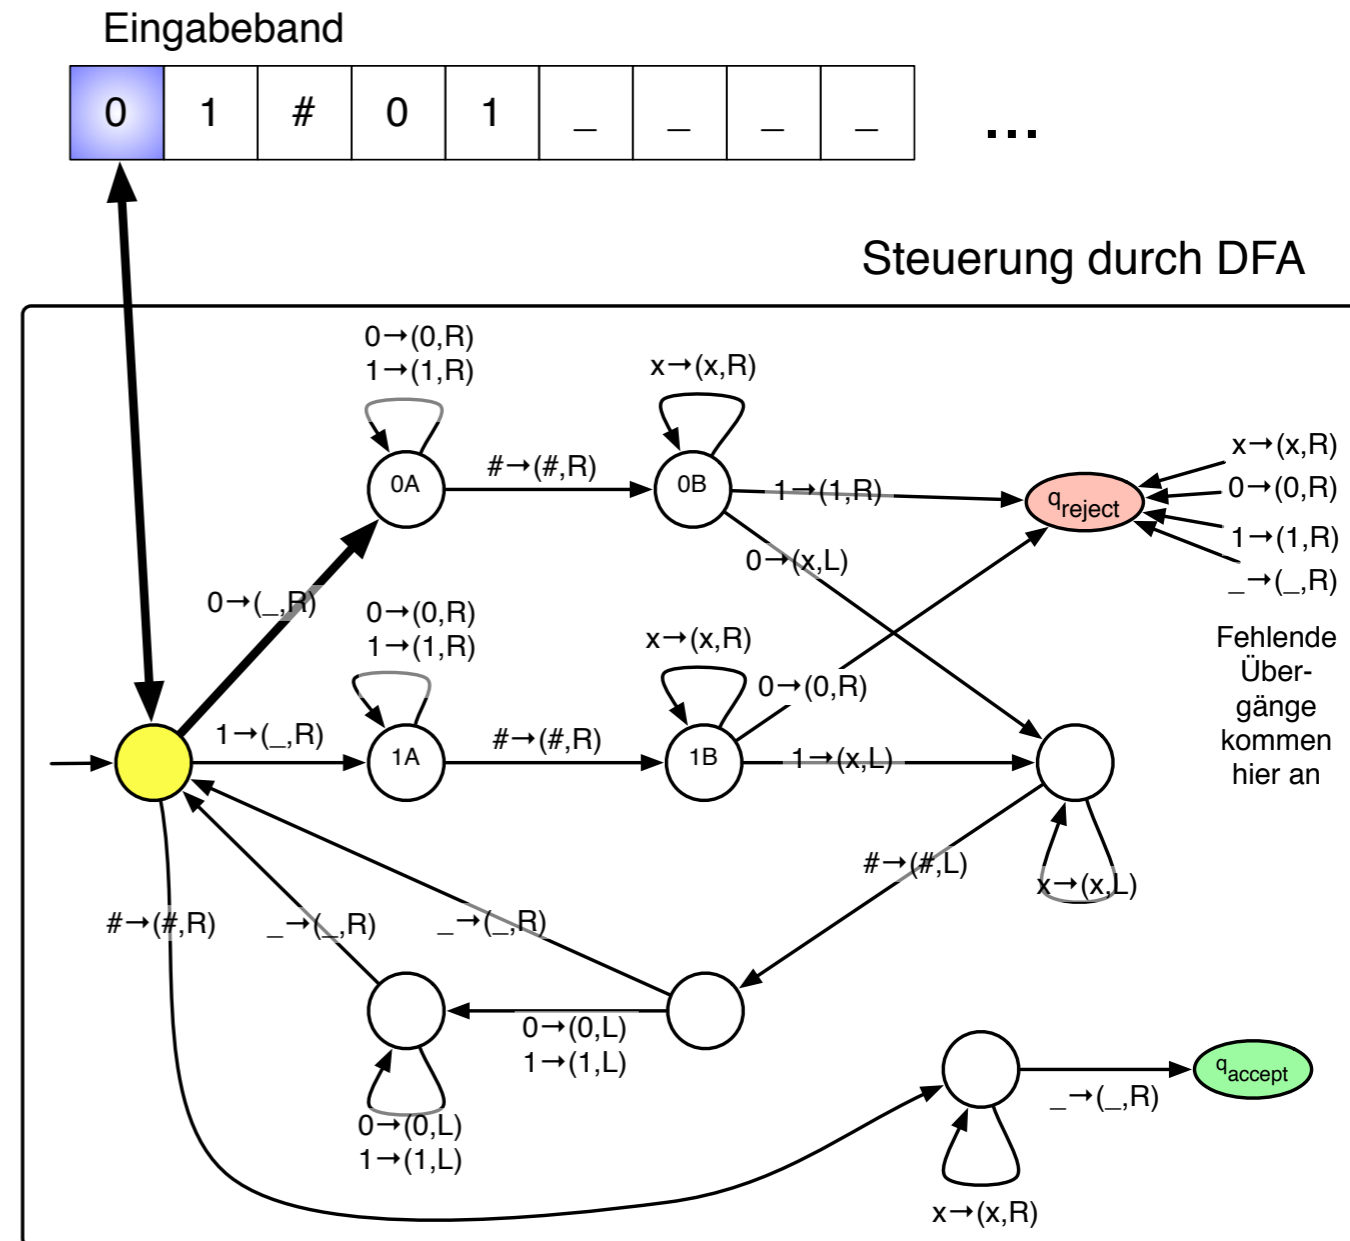 Eingabeband
0 1 # 0 1 _ _ _ _ ...
Steuerung durch DFA
0→(0,R)
1→(1,R)
x→(x,R)
0A
#→(#,R)
0B
1→(1,R)
q_reject
x→(x,R)
0→(0,R)
1→(1,R)
_→(_,R)
Fehlende
Über-
gänge
kommen
hier an
0→(x,L)
0→(_,R)
0→(0,R)
1→(1,R)
x→(x,R)
0→(0,R)
1→(_,R)
1A
#→(#,R)
1B
1→(x,L)
#→(#,L)
x→(x,L)
#→(#,R)
_→(_,R)
_→(_,R)
0→(0,L)
1→(1,L)
0→(0,L)
1→(1,L)
_→(_,R)
q_accept
x→(x,R)